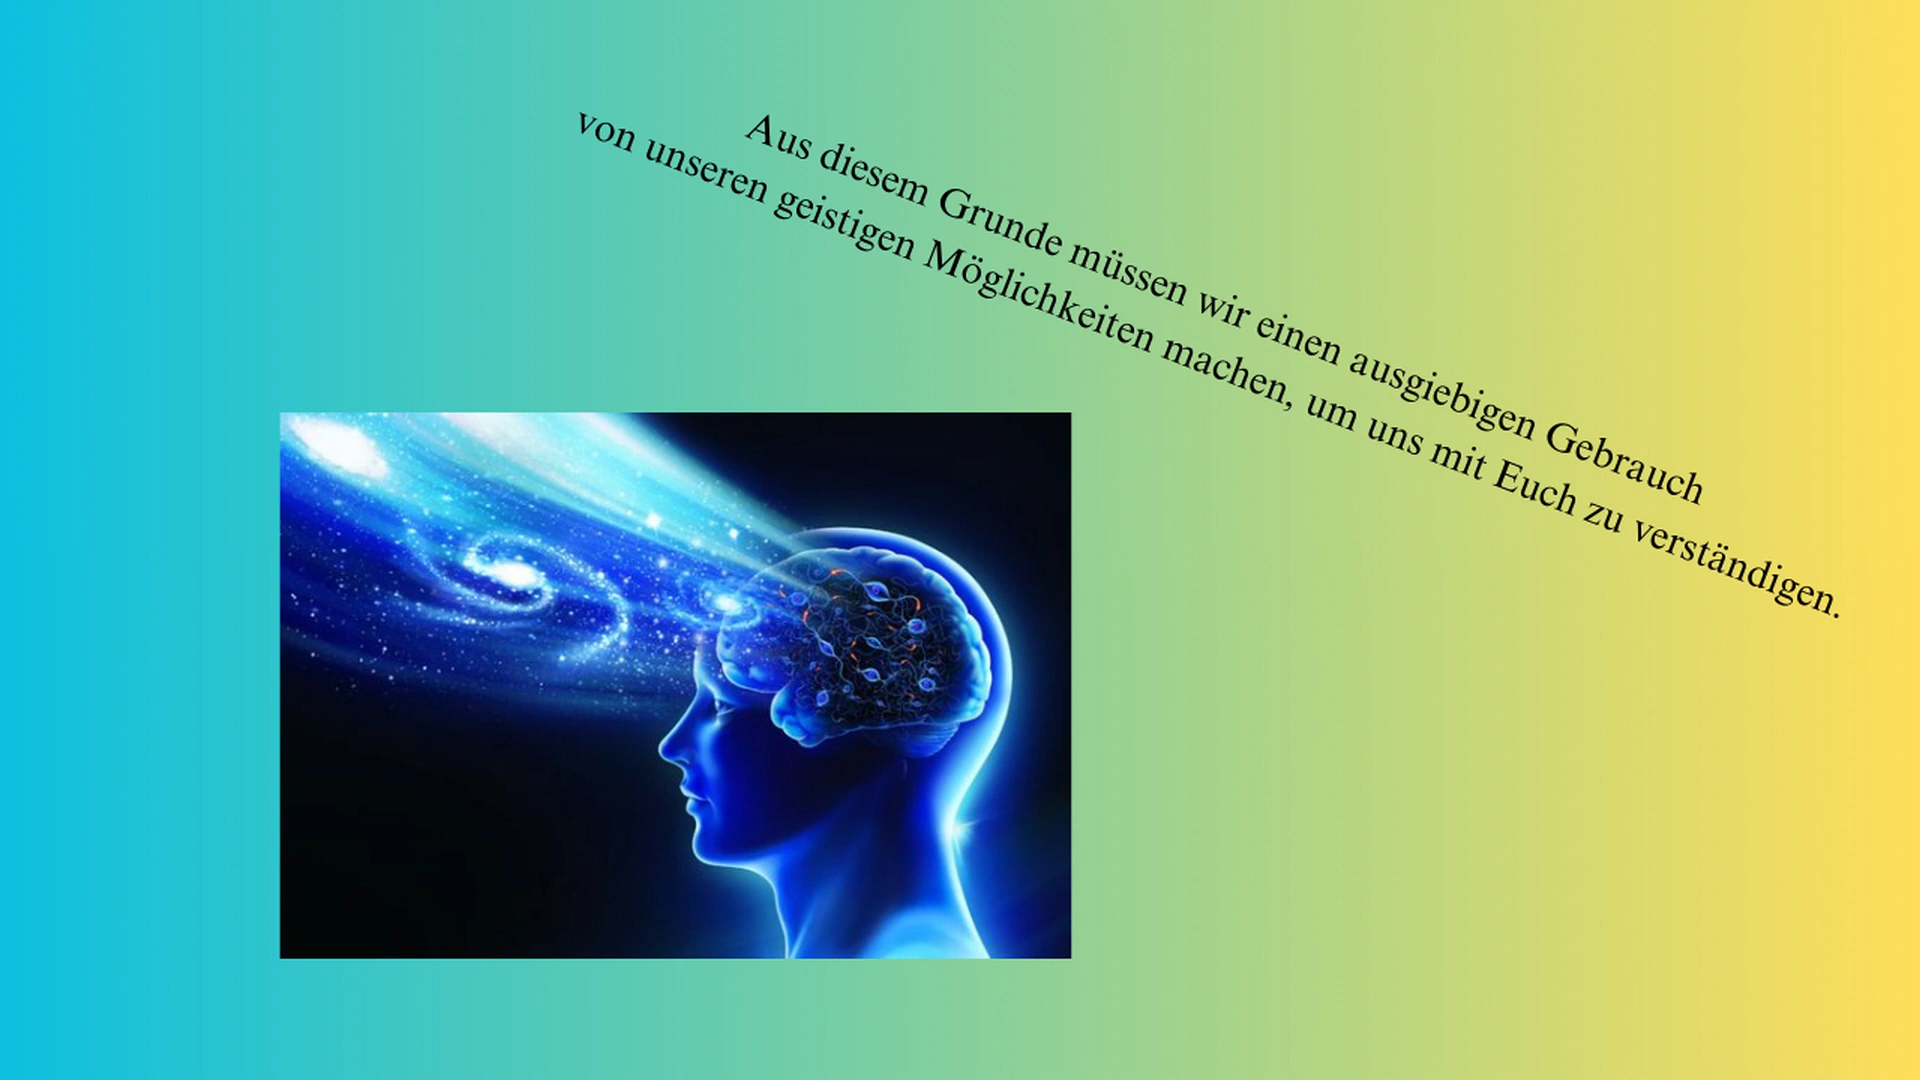 Aus diesem Grunde müssen wir einen ausgiebigen Gebrauch
von unseren geistigen Möglichkeiten machen, um uns mit Euch zu verständigen.